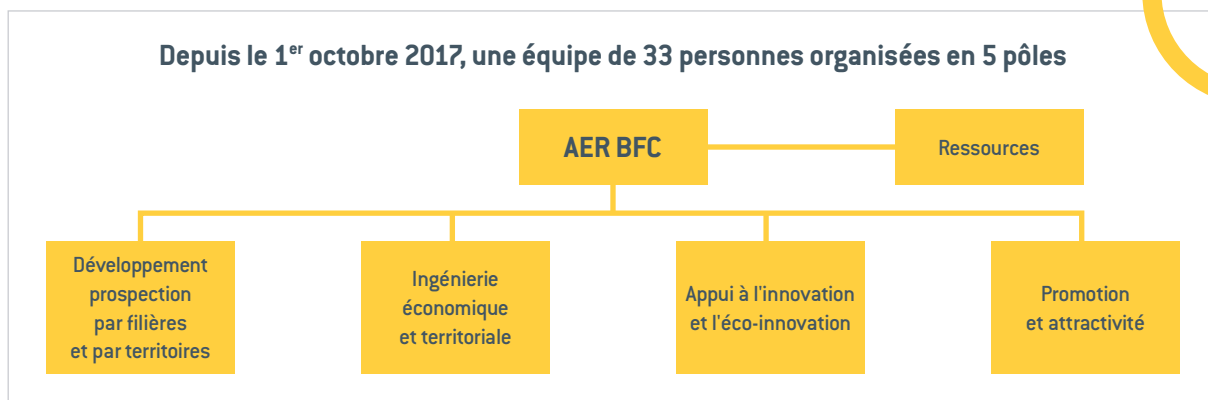 Depuis le 1er octobre 2017, une équipe de 33 personnes organisées en 5 pôles
AER BFC
Ressources
Développement
prospection
par filières
et par territoires
Ingénierie
économique
et territoriale
Appui à l'innovation
et l'éco-innovation
Promotion
et attractivité